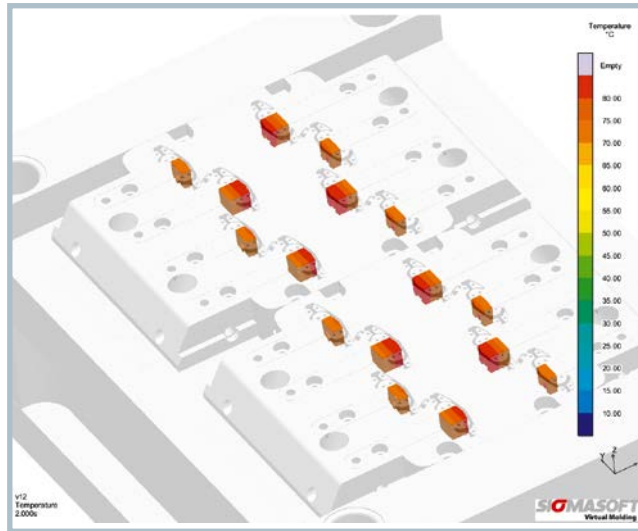 Temperature
°C
Empty
80.00
75.00
70.00
65.00
60.00
55.00
50.00
45.00
40.00
35.00
30.00
25.00
20.00
15.00
10.00
Z
Y
v12
Temperature
2.000s
SIGMASOFT
Virtual Molding